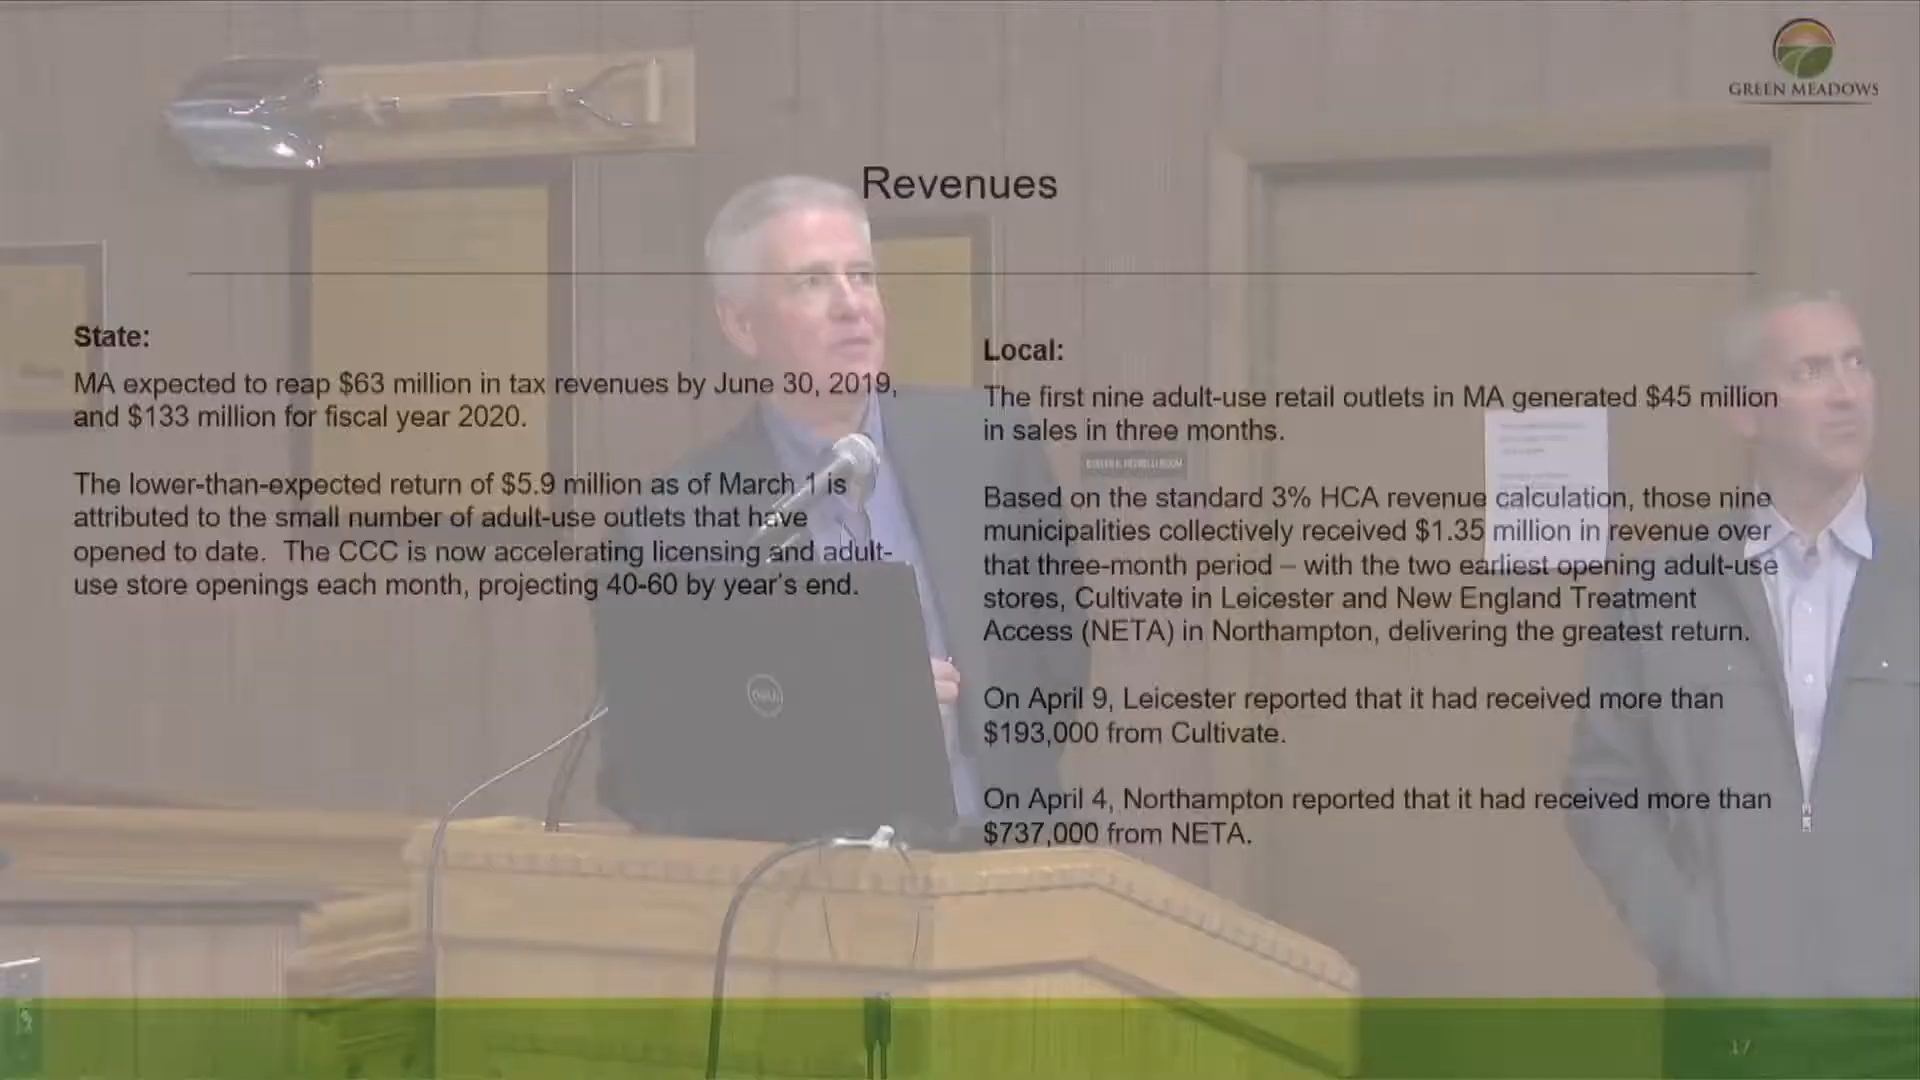 GREEN MEADOWS
Revenues
State:
MA expected to reap $63 million in tax revenues by June 30, 2019,
and $133 million for fiscal year 2020.
The lower-than-expected return of $5.9 million as of March 1 is
attributed to the small number of adult-use outlets that have
opened to date. The CCC is now accelerating licensing and adult-
use store openings each month, projecting 40-60 by year's end.
Local:
The first nine adult-use retail outlets in MA generated $45 million
in sales in three months.
Based on the standard 3% HCA revenue calculation, those nine
municipalities collectively received $1.35 million in revenue over
that three-month period – with the two earliest opening adult-use
stores, Cultivate in Leicester and New England Treatment
Access (NETA) in Northampton, delivering the greatest return.
On April 9, Leicester reported that it had received more than
$193,000 from Cultivate.
On April 4, Northampton reported that it had received more than
$737,000 from NETA.
DELL
17